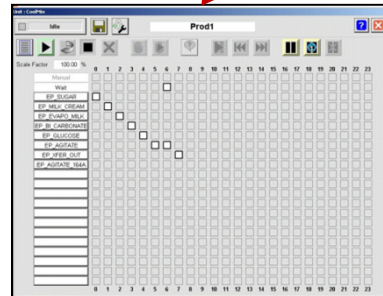 Unit : CookMix
Idle
Prod1
Scale Factor 100.00 %
0 1 2 3 4 5 6 7 8 9 10 11 12 13 14 15 16 17 18 19 20 21 22 23
Manual
Wait
EP_SUGAR
EP_MILK_CREAM
EP_EVAPO_MILK
EP_BI_CARBONATE
EP_GLUCOSE
EP_AGITATE
EP_XFER_OUT
EP_AGITATE_164A
0 1 2 3 4 5 6 7 8 9 10 11 12 13 14 15 16 17 18 19 20 21 22 23